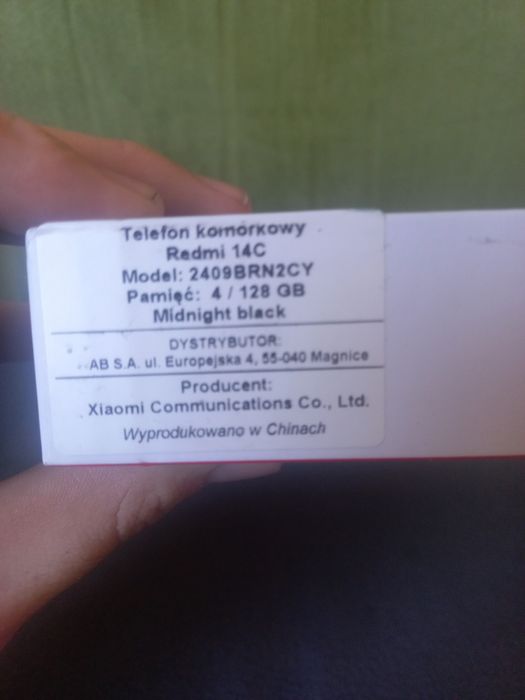 Telefon komórkowy
Redmi 14C
Model: 2409BRN2CY
Pamięć: 4 / 128 GB
Midnight black
DYSTRYBUTOR:
AB S.A. ul. Europejska 4, 55-040 Magnice
Producent:
Xiaomi Communications Co., Ltd.
Wyprodukowano w Chinach